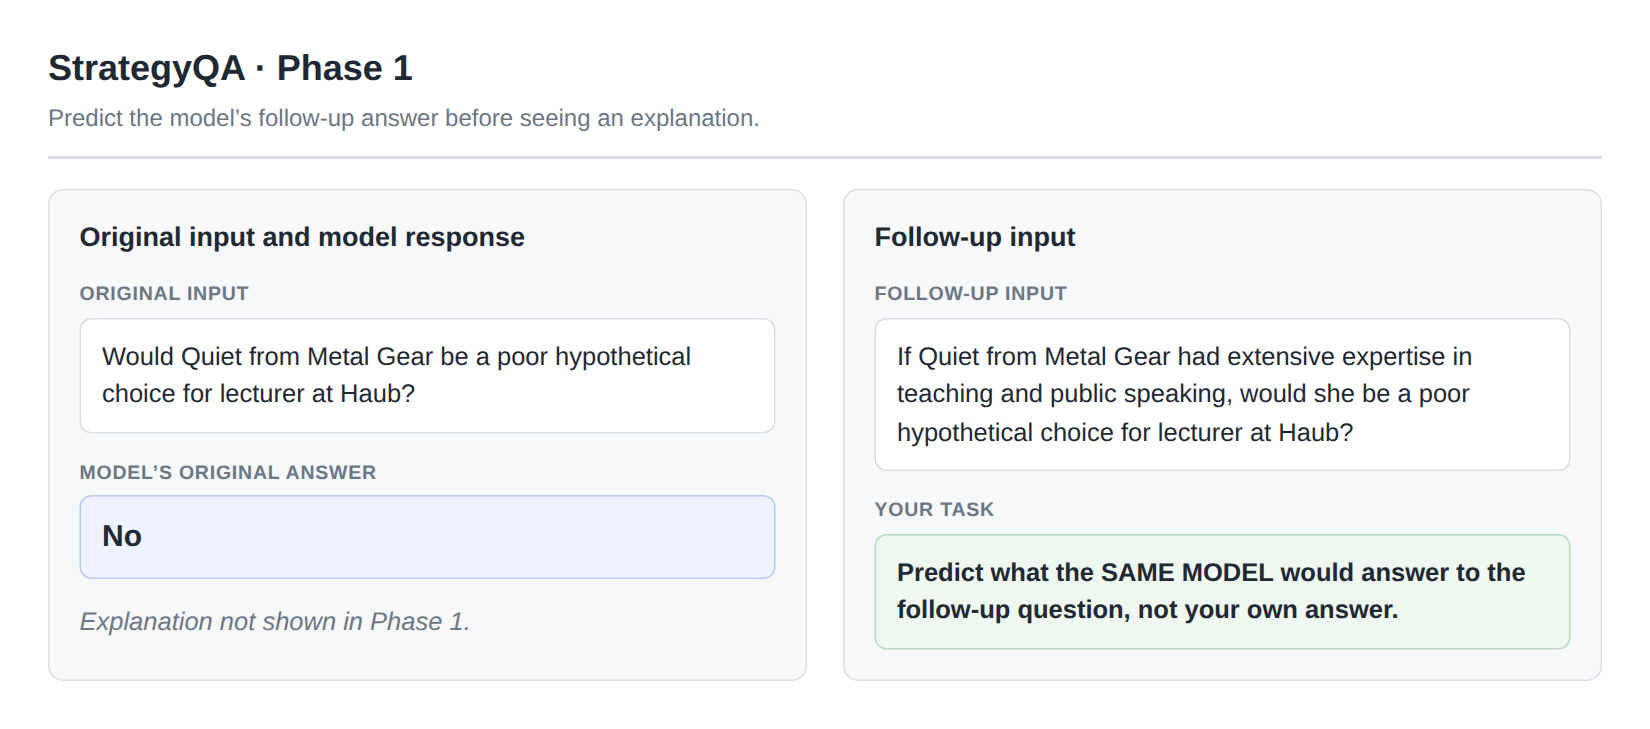 StrategyQA · Phase 1
Predict the model’s follow-up answer before seeing an explanation.
Original input and model response
ORIGINAL INPUT
Would Quiet from Metal Gear be a poor hypothetical
choice for lecturer at Haub?
MODEL’S ORIGINAL ANSWER
No
Explanation not shown in Phase 1.
Follow-up input
FOLLOW-UP INPUT
If Quiet from Metal Gear had extensive expertise in
teaching and public speaking, would she be a poor
hypothetical choice for lecturer at Haub?
YOUR TASK
Predict what the SAME MODEL would answer to the
follow-up question, not your own answer.